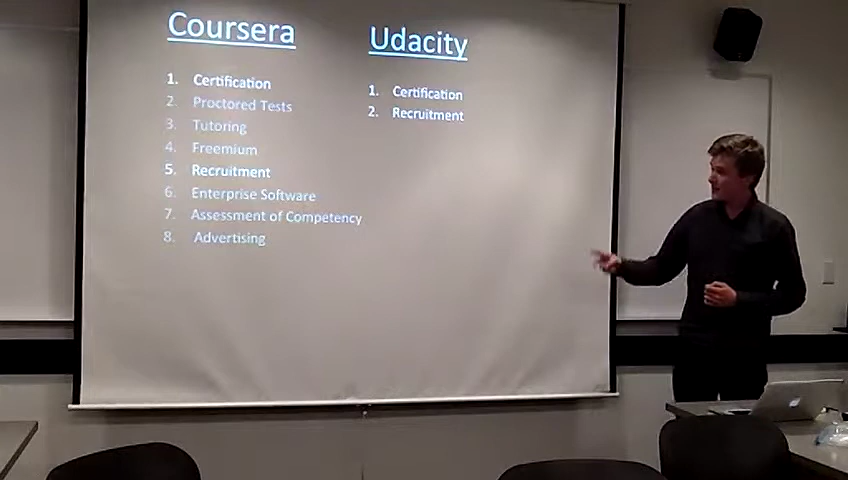 Coursera
1. Certification
2. Proctored Tests
3. Tutoring
4. Freemium
5. Recruitment
6. Enterprise Software
7. Assessment of Competency
8. Advertising
Udacity
1. Certification
2. Recruitment